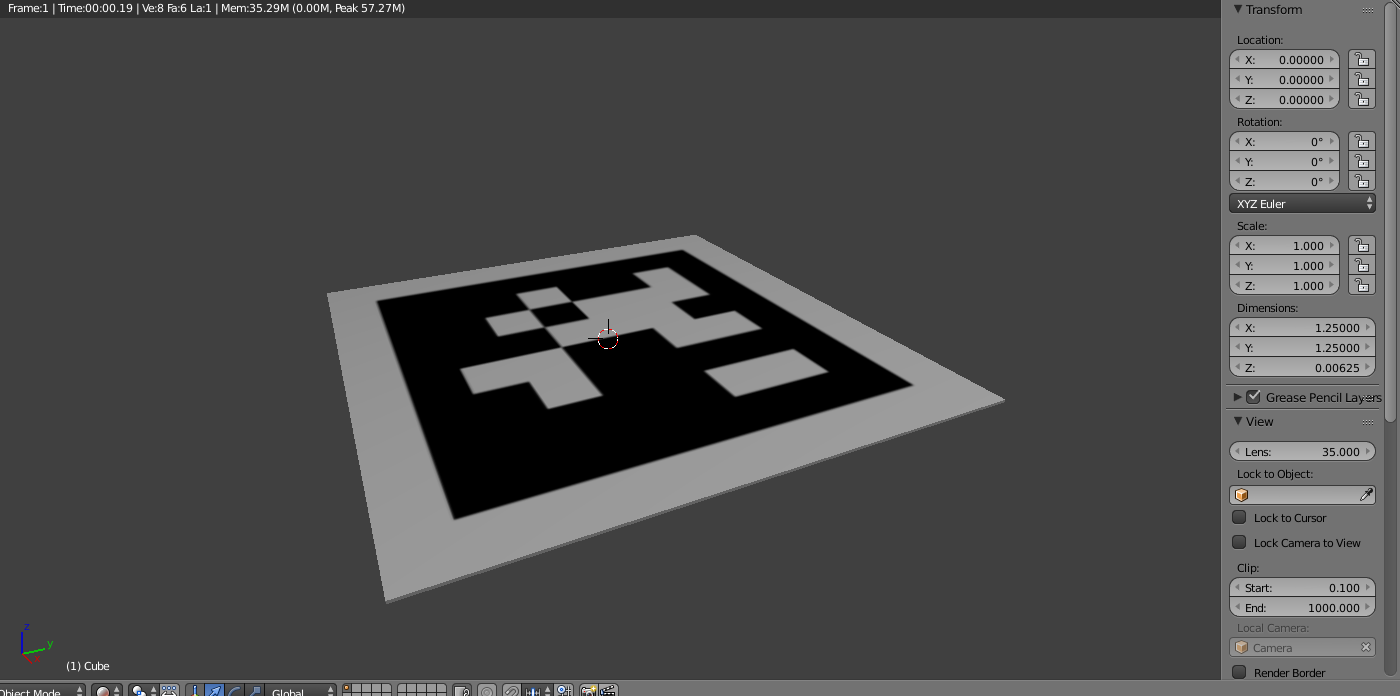 Frame:1 | Time:00:00.19 | Ve:8 Fa:6 La:1 | Mem:35.29M (0.00M, Peak 57.27M)
Transform
Location:
X: 0.00000
Y: 0.00000
Z: 0.00000
Rotation:
X: 0°
Y: 0°
Z: 0°
XYZ Euler
Scale:
X: 1.000
Y: 1.000
Z: 1.000
Dimensions:
X: 1.25000
Y: 1.25000
Z: 0.00625
Grease Pencil Layers
View
Lens: 35.000
Lock to Object:
Lock to Cursor
Lock Camera to View
Clip:
Start: 0.100
End: 1000.000
Local Camera:
Camera
Render Border
z
y
x
(1) Cube
Object Mode
Global